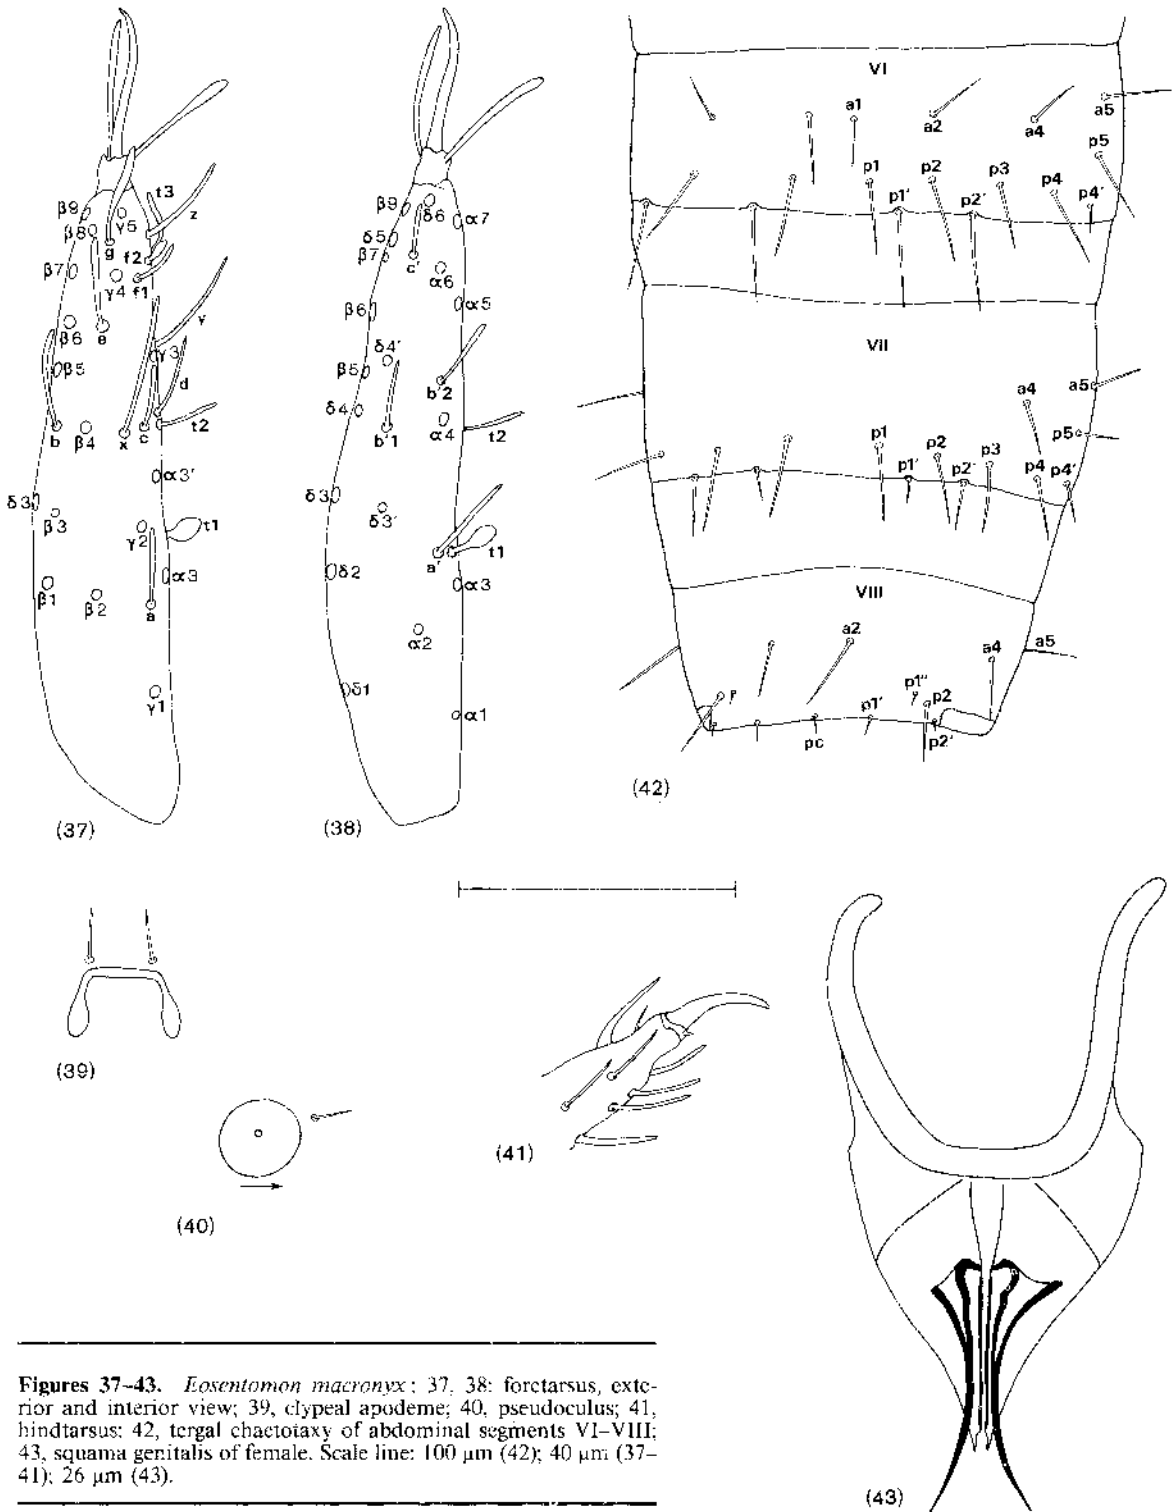 t3
β9
γ5
z
β8
g
f2
β7
γ4
f1
β6
e
y
γ3
β5
d
b
β4
x
c
t2
α3'
δ3
β3
γ2
t1
α3
β1
β2
a
γ1
(37)
β9
δ6
α7
δ5
β7
c'
α6
β6
α5
δ4'
β5
b'2
δ4
b'1
α4
t2
δ3
δ3'
a'
t1
δ2
α3
α2
δ1
α1
(38)
VI
a1
a2
a4
a5
p5
p1
p2
p3
p4
p1'
p2'
p4'
VII
a4
a5
p1
p2
p3
p5
p1'
p2'
p4
p4'
VIII
a2
a4
a5
p1''
p2
pc
p1'
p2'
(42)
(39)
(40)
(41)
(43)
Figures 37–43. Eosentomon macronyx: 37, 38: foretarsus, exte-
rior and interior view; 39, clypeal apodeme; 40, pseudoculus; 41,
hindtarsus; 42, tergal chaetotaxy of abdominal segments VI–VIII;
43, squama genitalis of female. Scale line: 100 μm (42); 40 μm (37–
41); 26 μm (43).